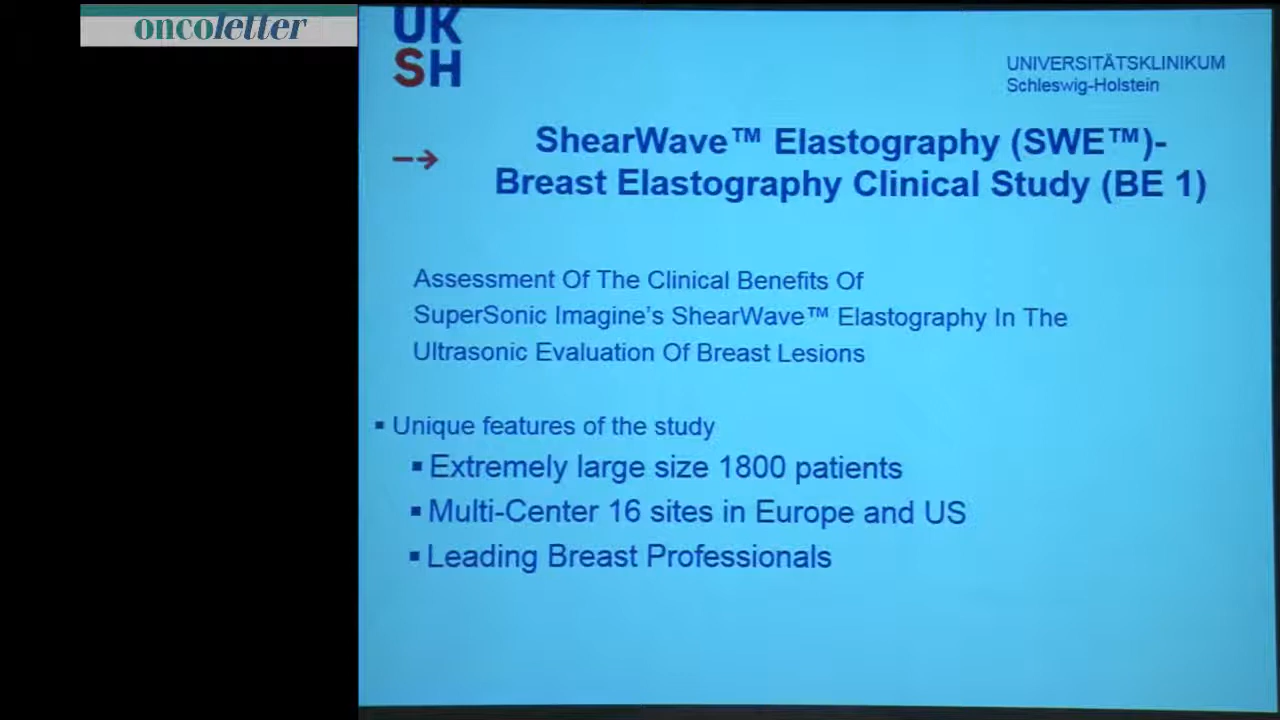 oncoletter
UK
SH
UNIVERSITÄTSKLINIKUM
Schleswig-Holstein
ShearWave™ Elastography (SWE™)-
Breast Elastography Clinical Study (BE 1)
Assessment Of The Clinical Benefits Of
SuperSonic Imagine's ShearWave™ Elastography In The
Ultrasonic Evaluation Of Breast Lesions
▪ Unique features of the study
▪ Extremely large size 1800 patients
▪ Multi-Center 16 sites in Europe and US
▪ Leading Breast Professionals